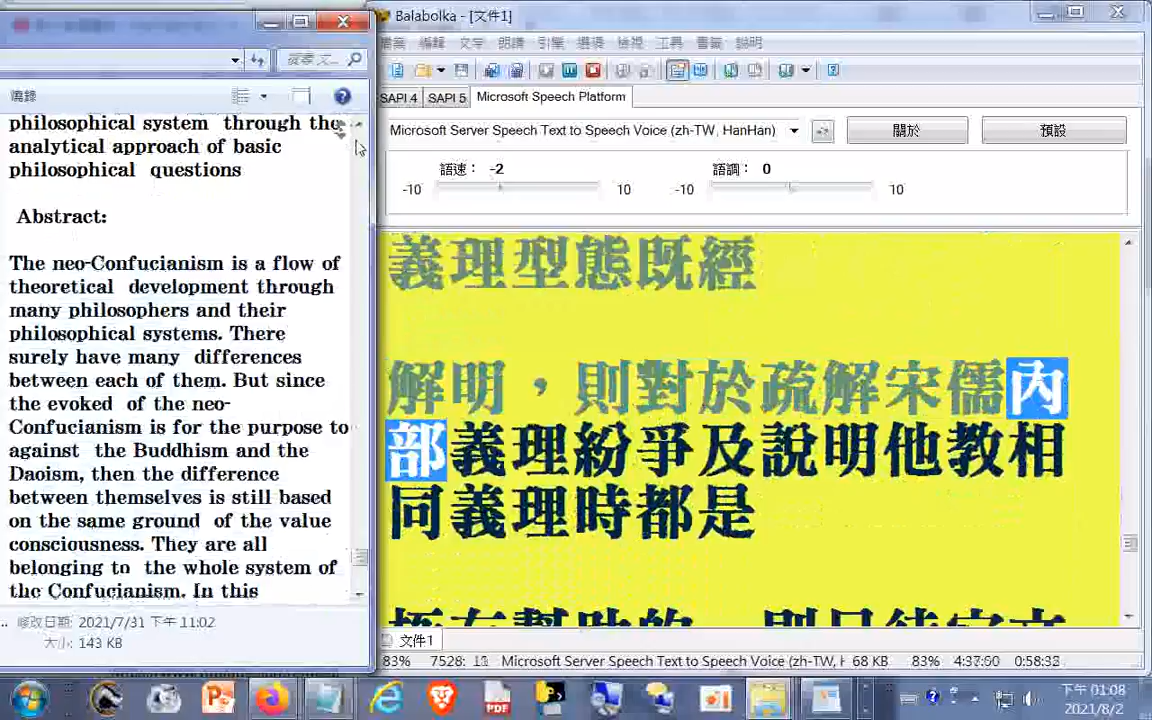 Balabolka - [文件1]
檔案 編輯 文字 朗讀 引擎 選項 檢視 工具 書籤 說明
搜尋 文...
SAPI 4 SAPI 5 Microsoft Speech Platform
Microsoft Server Speech Text to Speech Voice (zh-TW, HanHan)
關於
預設
語速： -2
-10
10
語調： 0
-10
10
philosophical system through the
analytical approach of basic
philosophical questions
Abstract:
The neo-Confucianism is a flow of
theoretical development through
many philosophers and their
philosophical systems. There
surely have many differences
between each of them. But since
the evoked of the neo-
Confucianism is for the purpose to
against the Buddhism and the
Daoism, then the difference
between themselves is still based
on the same ground of the value
consciousness. They are all
belonging to the whole system of
the Confucianism. In this
修改日期: 2021/7/31 下午 11:02
大小: 143 KB
義理型態既經
解明，則對於疏解宋儒內
部義理紛爭及說明他教相
同義理時都是
文件1
83% 7528: 11 Microsoft Server Speech Text to Speech Voice (zh-TW, H 68 KB 83% 4:37:00 0:58:32
下午 01:08
2021/8/2